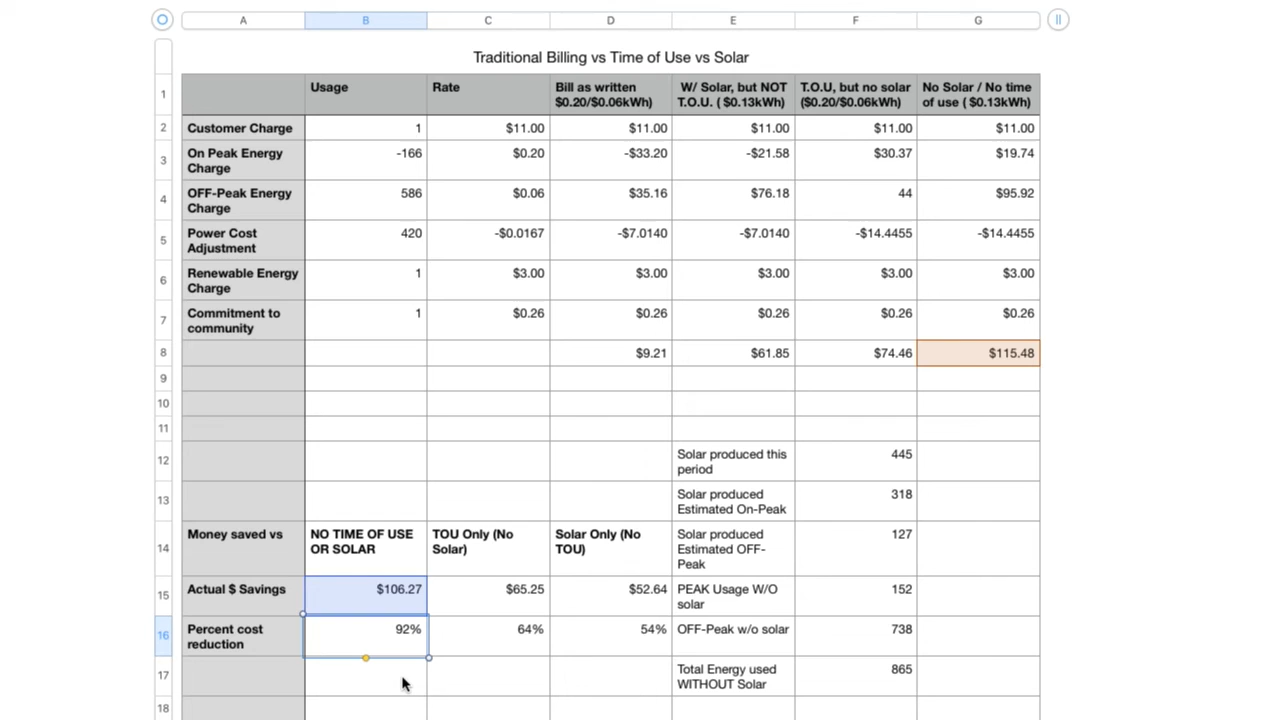 A B C D E F G
Traditional Billing vs Time of Use vs Solar
1 Usage Rate Bill as written W/ Solar, but NOT T.O.U, but no solar No Solar / No time
$0.20/$0.06kWh) T.O.U. ( $0.13kWh) ($0.20/$0.06kWh) of use ( $0.13kWh)
2 Customer Charge 1 $11.00 $11.00 $11.00 $11.00 $11.00
3 On Peak Energy -166 $0.20 -$33.20 -$21.58 $30.37 $19.74
Charge
4 OFF-Peak Energy 586 $0.06 $35.16 $76.18 44 $95.92
Charge
5 Power Cost 420 -$0.0167 -$7.0140 -$7.0140 -$14.4455 -$14.4455
Adjustment
6 Renewable Energy 1 $3.00 $3.00 $3.00 $3.00 $3.00
Charge
7 Commitment to 1 $0.26 $0.26 $0.26 $0.26 $0.26
community
8 $9.21 $61.85 $74.46 $115.48
9
10
11
12 Solar produced this 445
period
13 Solar produced 318
Estimated On-Peak
14 Money saved vs NO TIME OF USE TOU Only (No Solar Only (No Solar produced 127
OR SOLAR Solar) TOU) Estimated OFF-
Peak
15 Actual $ Savings $106.27 $65.25 $52.64 PEAK Usage W/O 152
solar
16 Percent cost 92% 64% 54% OFF-Peak w/o solar 738
reduction
17 Total Energy used 865
WITHOUT Solar
18